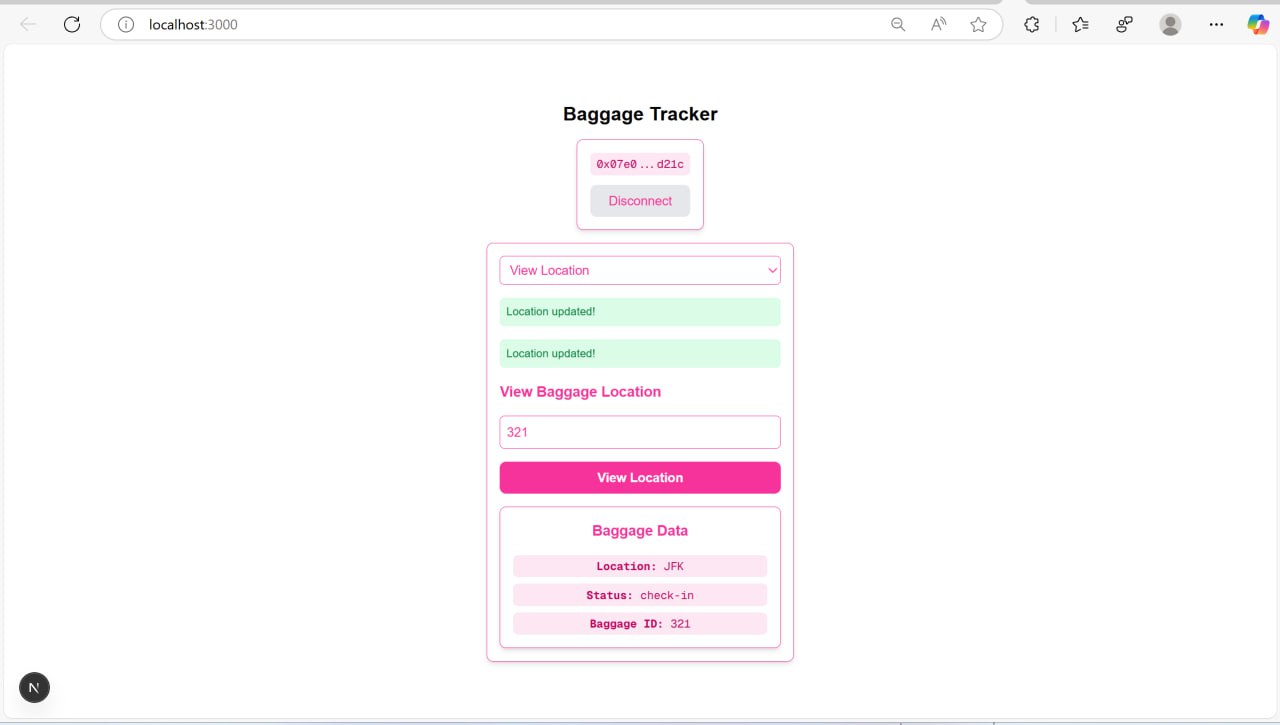 localhost:3000
Baggage Tracker
0x07e0...d21c
Disconnect
View Location
Location updated!
Location updated!
View Baggage Location
321
View Location
Baggage Data
Location: JFK
Status: check-in
Baggage ID: 321
N